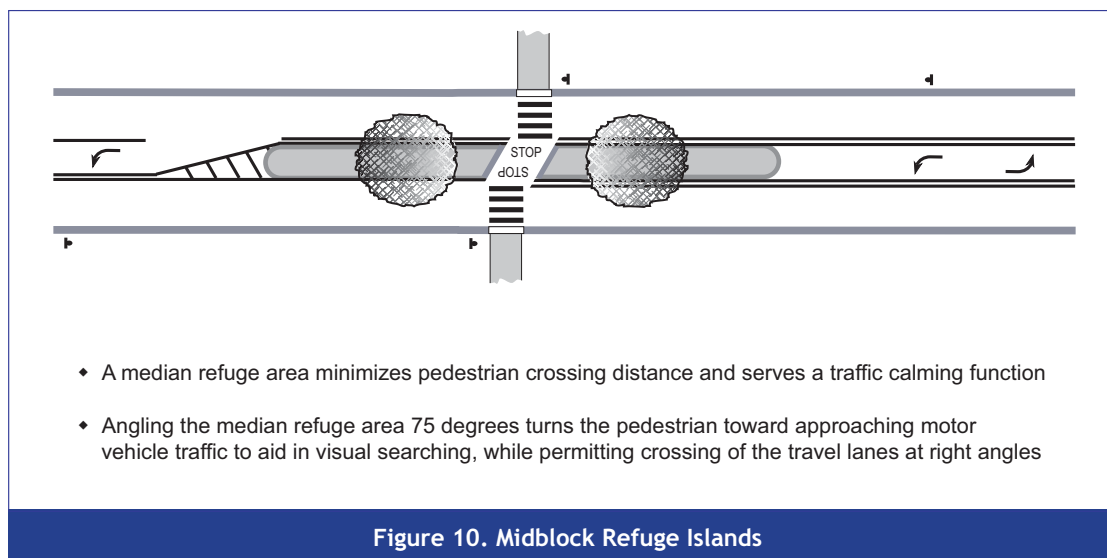 STOP
STOP
◆ A median refuge area minimizes pedestrian crossing distance and serves a traffic calming function
◆ Angling the median refuge area 75 degrees turns the pedestrian toward approaching motor
vehicle traffic to aid in visual searching, while permitting crossing of the travel lanes at right angles
Figure 10. Midblock Refuge Islands